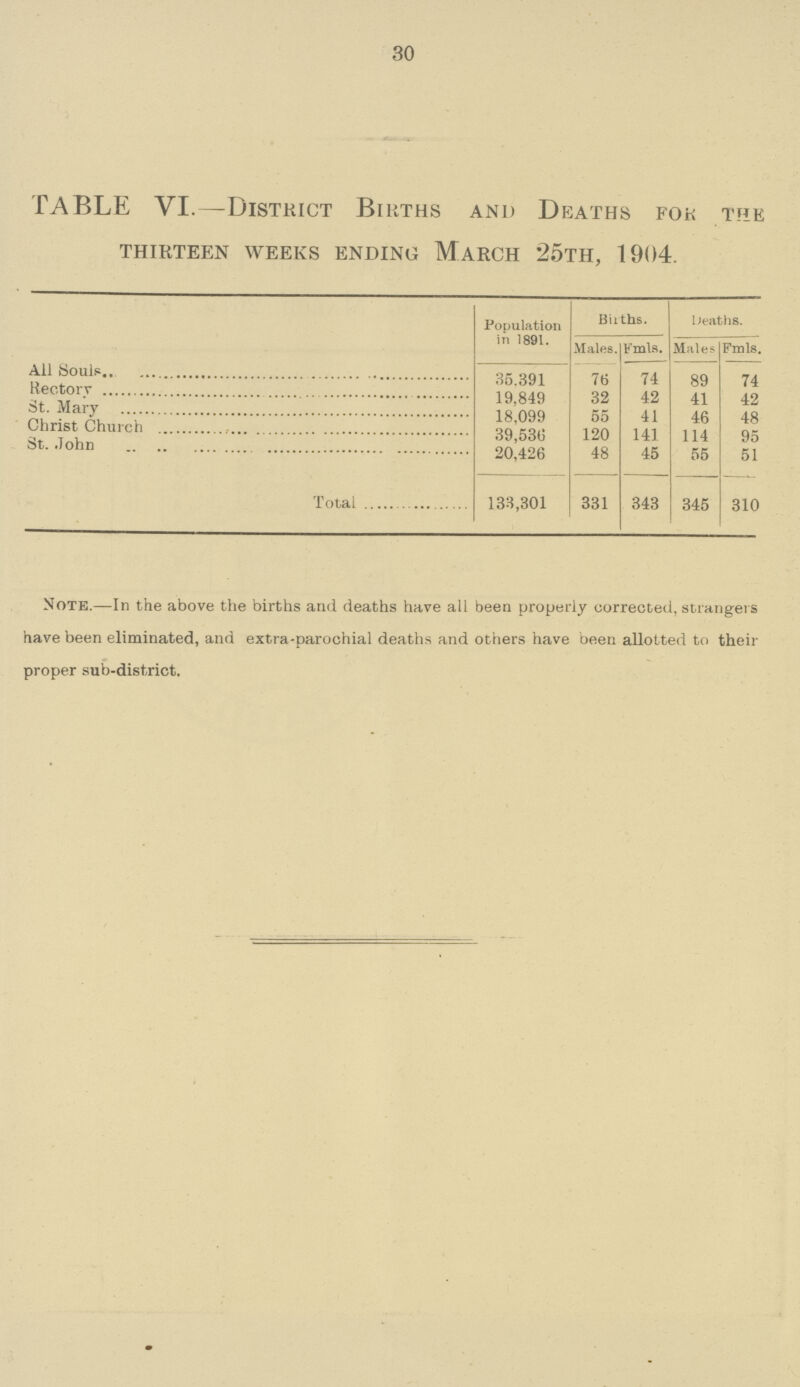 30
TABLE VI.—DISTRICT BIRTHS AND DEATHS FOR THE
THIRTEEN WEEKS ENDING MARCH 25TH, 1904.
Population in 1891. Births. Deaths.
Males. Fmls. Males Fmls.
All Souls 35,391 76 74 89 74
Rectory 19,849 32 42 41 42
St. Mary 18,099 55 41 46 48
Christ Church 39,536 120 141 114 95
St. John 20,426 48 45 55 51
Total 133,301 331 343 345 310
NOTE.—In the above the births and deaths have all been properly corrected, strangers
have been eliminated, and extra-parochial deaths and others have been allotted to their
proper sub-district.